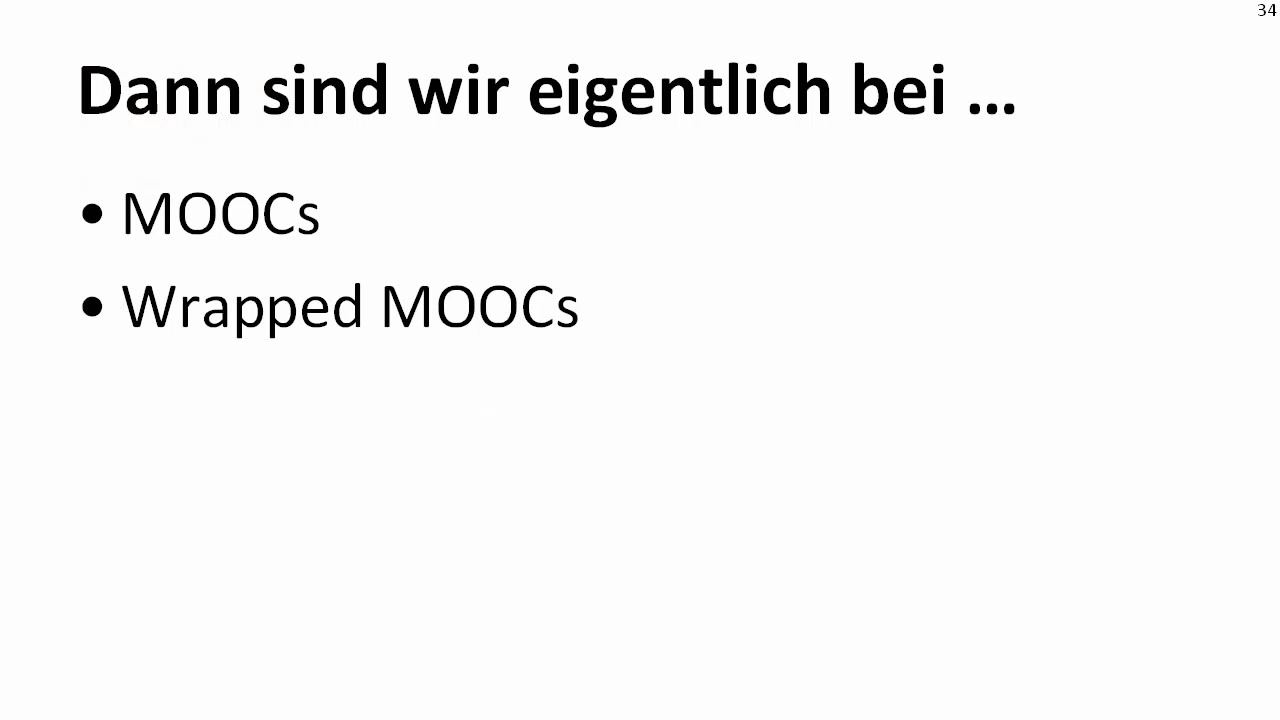 34
Dann sind wir eigentlich bei ...
• MOOCs
• Wrapped MOOCs